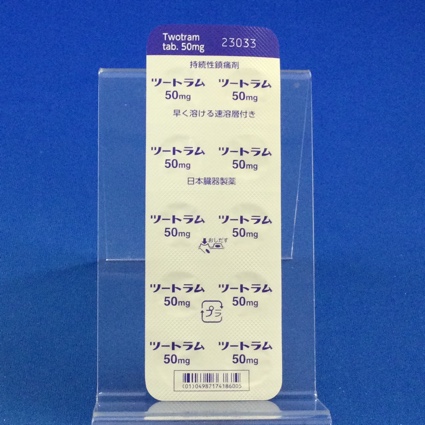 Twotram
tab. 50mg 23033
持続性鎮痛剤
ツートラム ツートラム
50mg 50mg
早く溶ける速溶層付き
ツートラム ツートラム
50mg 50mg
日本臓器製薬
ツートラム ツートラム
50mg 50mg
おしだす
ツートラム ツートラム
50mg 50mg
プラ
ツートラム ツートラム
50mg 50mg
(01)04987174186005